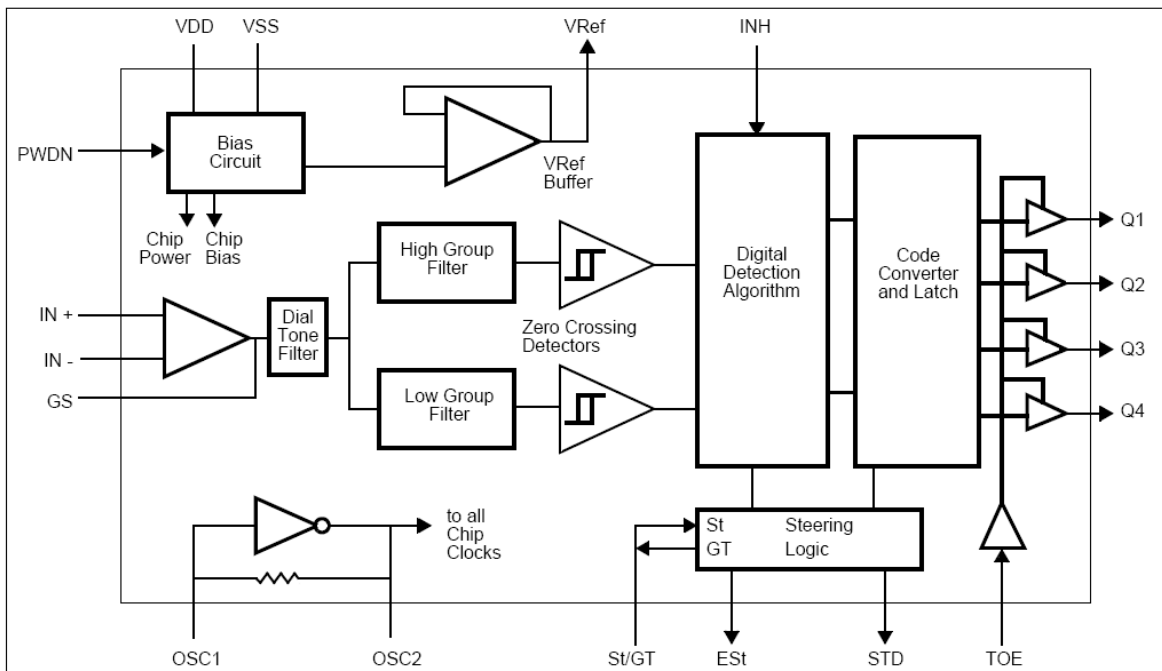 VDD
VSS
VRef
INH
PWDN
Bias
Circuit
VRef
Buffer
Chip
Power
Chip
Bias
High Group
Filter
Digital
Detection
Algorithm
Code
Converter
and Latch
Q1
Q2
Q3
Q4
IN +
IN -
GS
Dial
Tone
Filter
Zero Crossing
Detectors
Low Group
Filter
to all
Chip
Clocks
St
GT
Steering
Logic
OSC1
OSC2
St/GT
ESt
STD
TOE